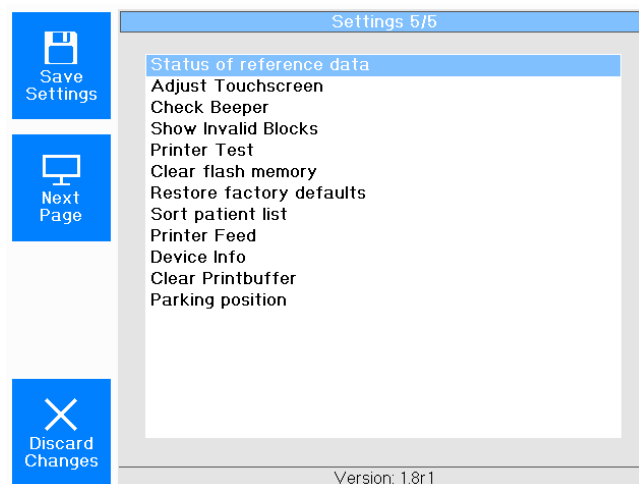 Settings 5/5
Save
Settings
Next
Page
Discard
Changes
Status of reference data
Adjust Touchscreen
Check Beeper
Show Invalid Blocks
Printer Test
Clear flash memory
Restore factory defaults
Sort patient list
Printer Feed
Device Info
Clear Printbuffer
Parking position
Version: 1.8r1